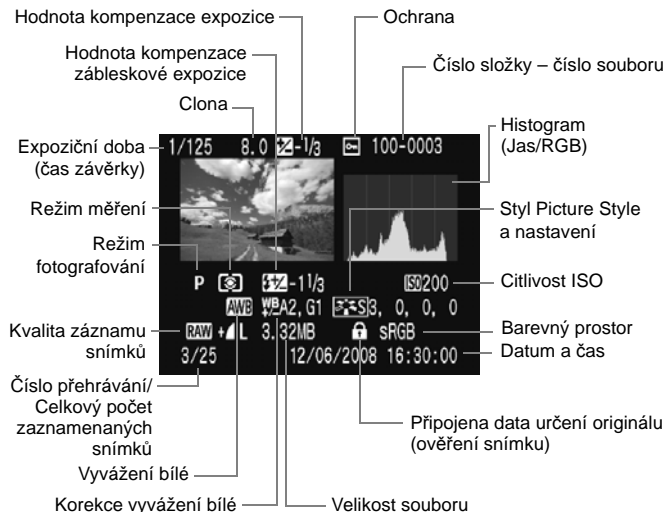 Hodnota kompenzace expozice
Ochrana
Hodnota kompenzace
zábleskové expozice
Číslo složky – číslo souboru
Clona
Histogram
(Jas/RGB)
Expoziční doba
(čas závěrky)
1/125 8.0 -1/3 100-0003
Režim měření
Styl Picture Style
a nastavení
Režim
fotografování
P -1 1/3 ISO 200
Citlivost ISO
AWB WB A2, G1 S3, 0, 0, 0
Kvalita záznamu
snímků
RAW + L 3.32MB sRGB
Barevný prostor
3/25 12/06/2008 16:30:00
Datum a čas
Číslo přehrávání/
Celkový počet
zaznamenaných
snímků
Připojena data určení originálu
(ověření snímku)
Vyvážení bílé
Korekce vyvážení bílé
Velikost souboru